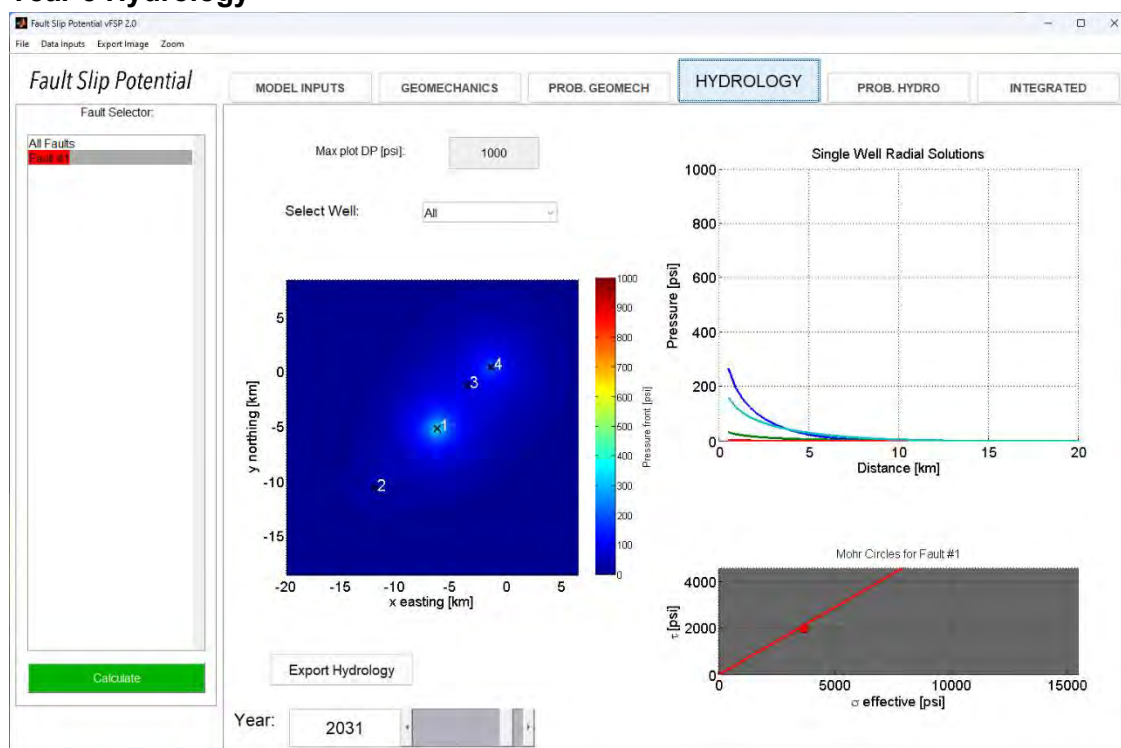 Fault Slip Potential vFSP 2.0
File Data Inputs Export Image Zoom
Fault Slip Potential
MODEL INPUTS GEOMECHANICS PROB. GEOMECH HYDROLOGY PROB. HYDRO INTEGRATED
Fault Selector:
All Faults
Fault #1
Calculate
Max plot DP [psi]: 1000
Select Well: All
1000
900
800
700
600
500
400
300
200
100
0
Pressure front [psi]
5
0
-5
-10
-15
y northing [km]
4
3
1
2
-20 -15 -10 -5 0 5
x easting [km]
Export Hydrology
Year: 2031
Single Well Radial Solutions
1000
800
600
400
200
0
Pressure [psi]
0 5 10 15 20
Distance [km]
Mohr Circles for Fault #1
4000
2000
0
τ [psi]
0 5000 10000 15000
σ effective [psi]